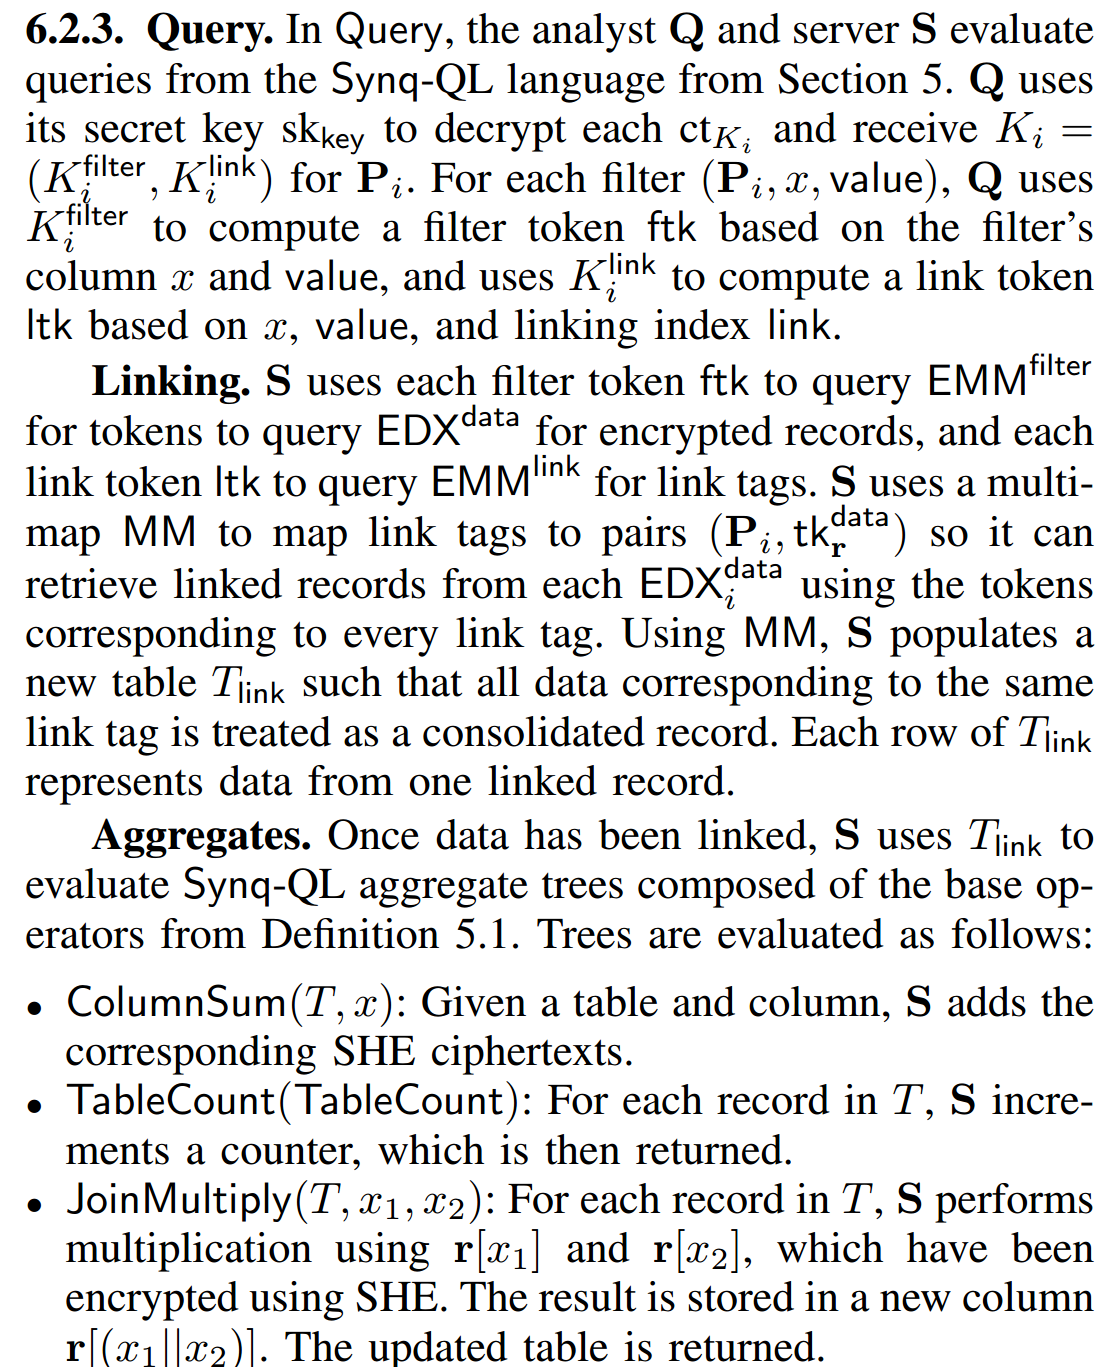 6.2.3. Query. In Query, the analyst Q and server S evaluate
queries from the Synq-QL language from Section 5. Q uses
its secret key sk_key to decrypt each ct_{K_i} and receive K_i =
(K_i^filter, K_i^link) for P_i. For each filter (P_i, x, value), Q uses
K_i^filter to compute a filter token ftk based on the filter's
column x and value, and uses K_i^link to compute a link token
ltk based on x, value, and linking index link.
Linking. S uses each filter token ftk to query EMM^filter
for tokens to query EDX^data for encrypted records, and each
link token ltk to query EMM^link for link tags. S uses a multi-
map MM to map link tags to pairs (P_i, tk_r^data) so it can
retrieve linked records from each EDX_i^data using the tokens
corresponding to every link tag. Using MM, S populates a
new table T_link such that all data corresponding to the same
link tag is treated as a consolidated record. Each row of T_link
represents data from one linked record.
Aggregates. Once data has been linked, S uses T_link to
evaluate Synq-QL aggregate trees composed of the base op-
erators from Definition 5.1. Trees are evaluated as follows:
• ColumnSum(T, x): Given a table and column, S adds the
corresponding SHE ciphertexts.
• TableCount(TableCount): For each record in T, S incre-
ments a counter, which is then returned.
• JoinMultiply(T, x_1, x_2): For each record in T, S performs
multiplication using r[x_1] and r[x_2], which have been
encrypted using SHE. The result is stored in a new column
r[(x_1||x_2)]. The updated table is returned.